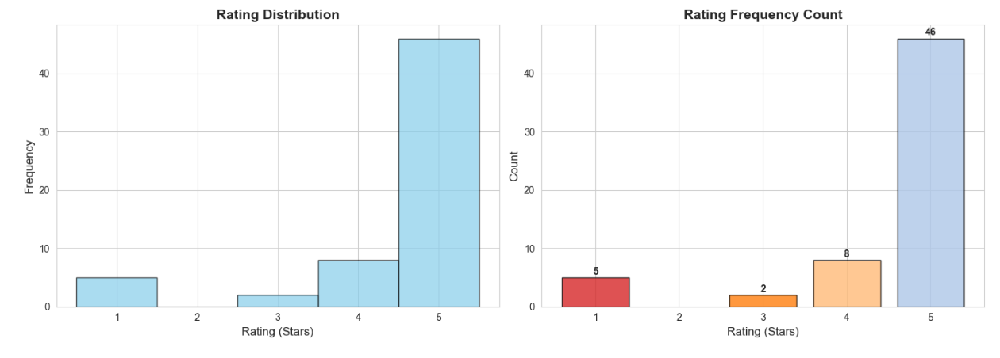 Rating Distribution
Frequency
40
30
20
10
0
1 2 3 4 5
Rating (Stars)
Rating Frequency Count
Count
40
30
20
10
0
5
2
8
46
1 2 3 4 5
Rating (Stars)